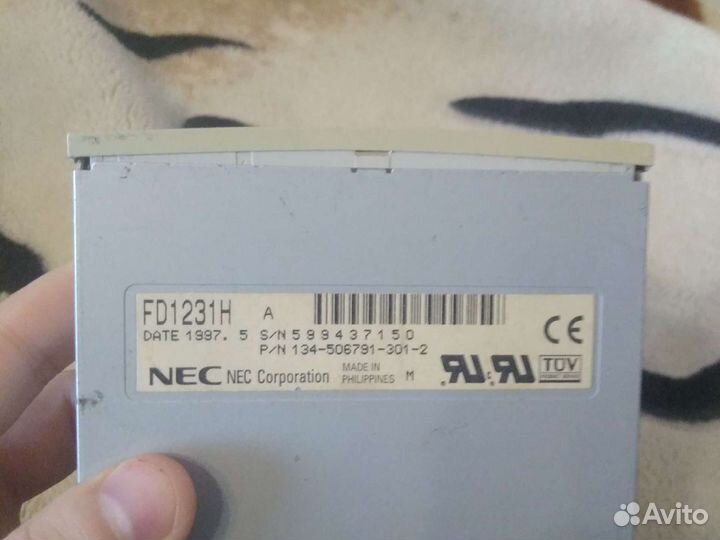 FD1231H A
DATE 1997. 5 S/N 599437150
P/N 134-506791-301-2
NEC NEC Corporation MADE IN PHILIPPINES M
CE
c
TÜV
Avito